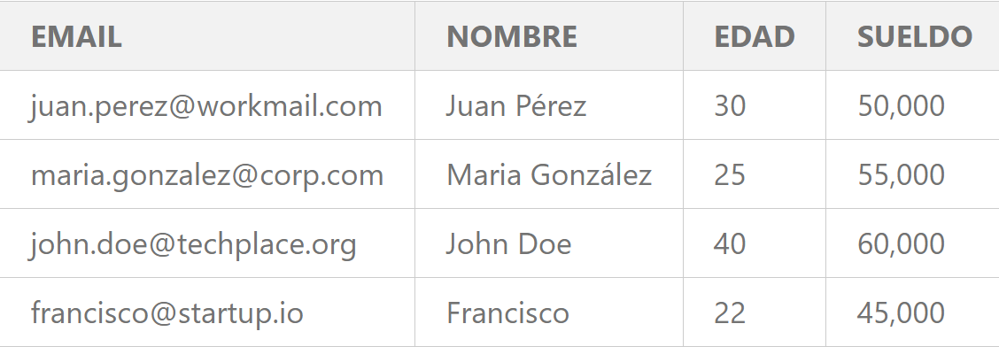 EMAIL NOMBRE EDAD SUELDO
juan.perez@workmail.com Juan Pérez 30 50,000
maria.gonzalez@corp.com Maria González 25 55,000
john.doe@techplace.org John Doe 40 60,000
francisco@startup.io Francisco 22 45,000